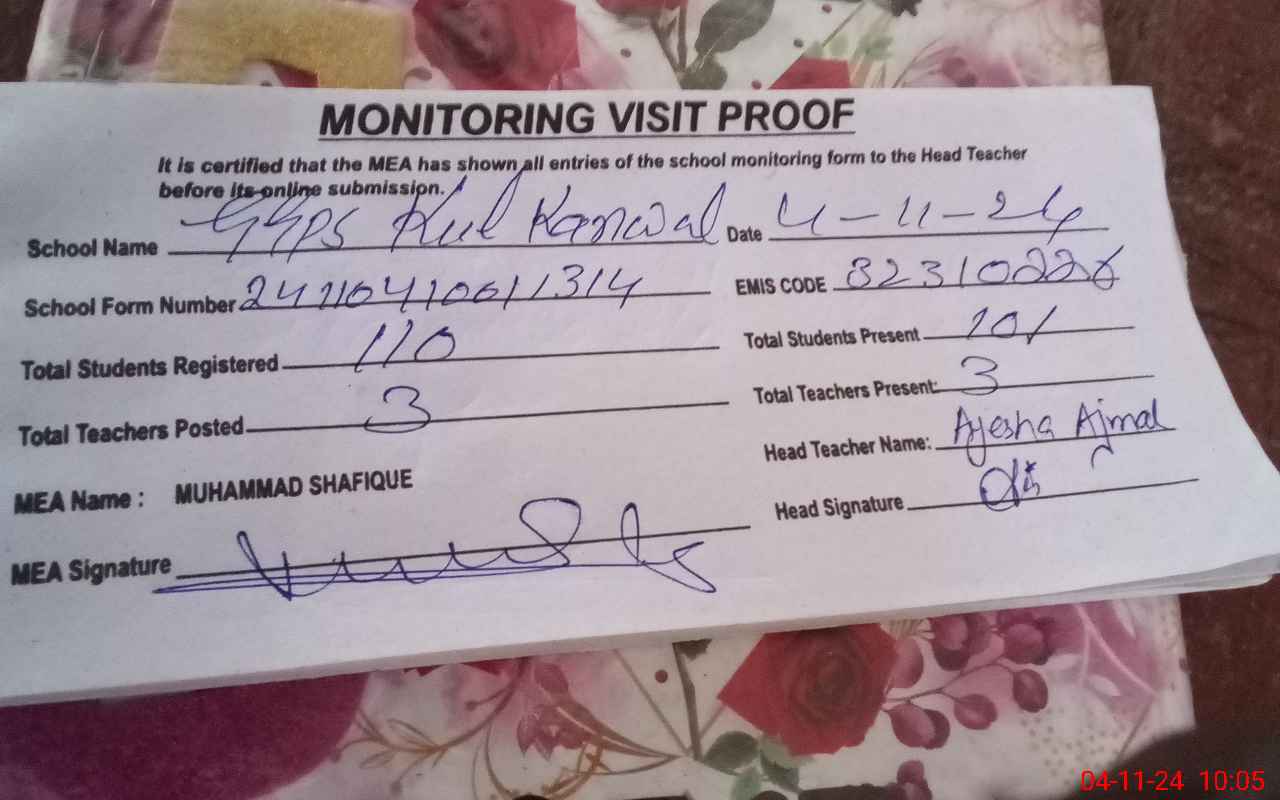 MONITORING VISIT PROOF
It is certified that the MEA has shown all entries of the school monitoring form to the Head Teacher
before its online submission.
School Name GGPS Kul Kanwal Date 4-11-24
School Form Number 24110410011314 EMIS CODE 32310226
Total Students Registered 110 Total Students Present 101
Total Teachers Posted 3 Total Teachers Present: 3
Head Teacher Name: Ayesha Ajmal
MEA Name : MUHAMMAD SHAFIQUE
Head Signature
MEA Signature
04-11-24 10:05